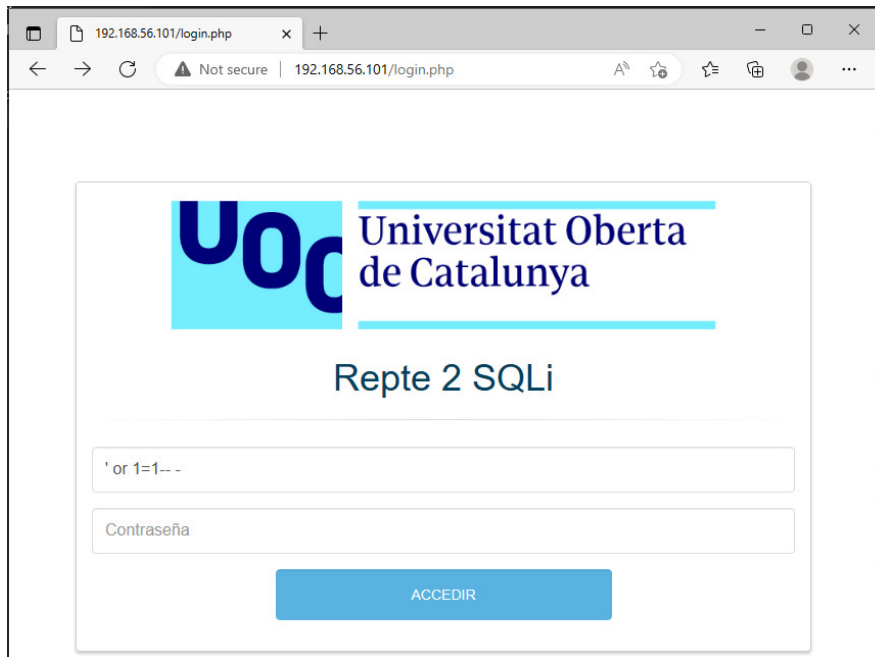 192.168.56.101/login.php
Not secure | 192.168.56.101/login.php
UOC Universitat Oberta
de Catalunya
Repte 2 SQLi
' or 1=1-- -
Contraseña
ACCEDIR